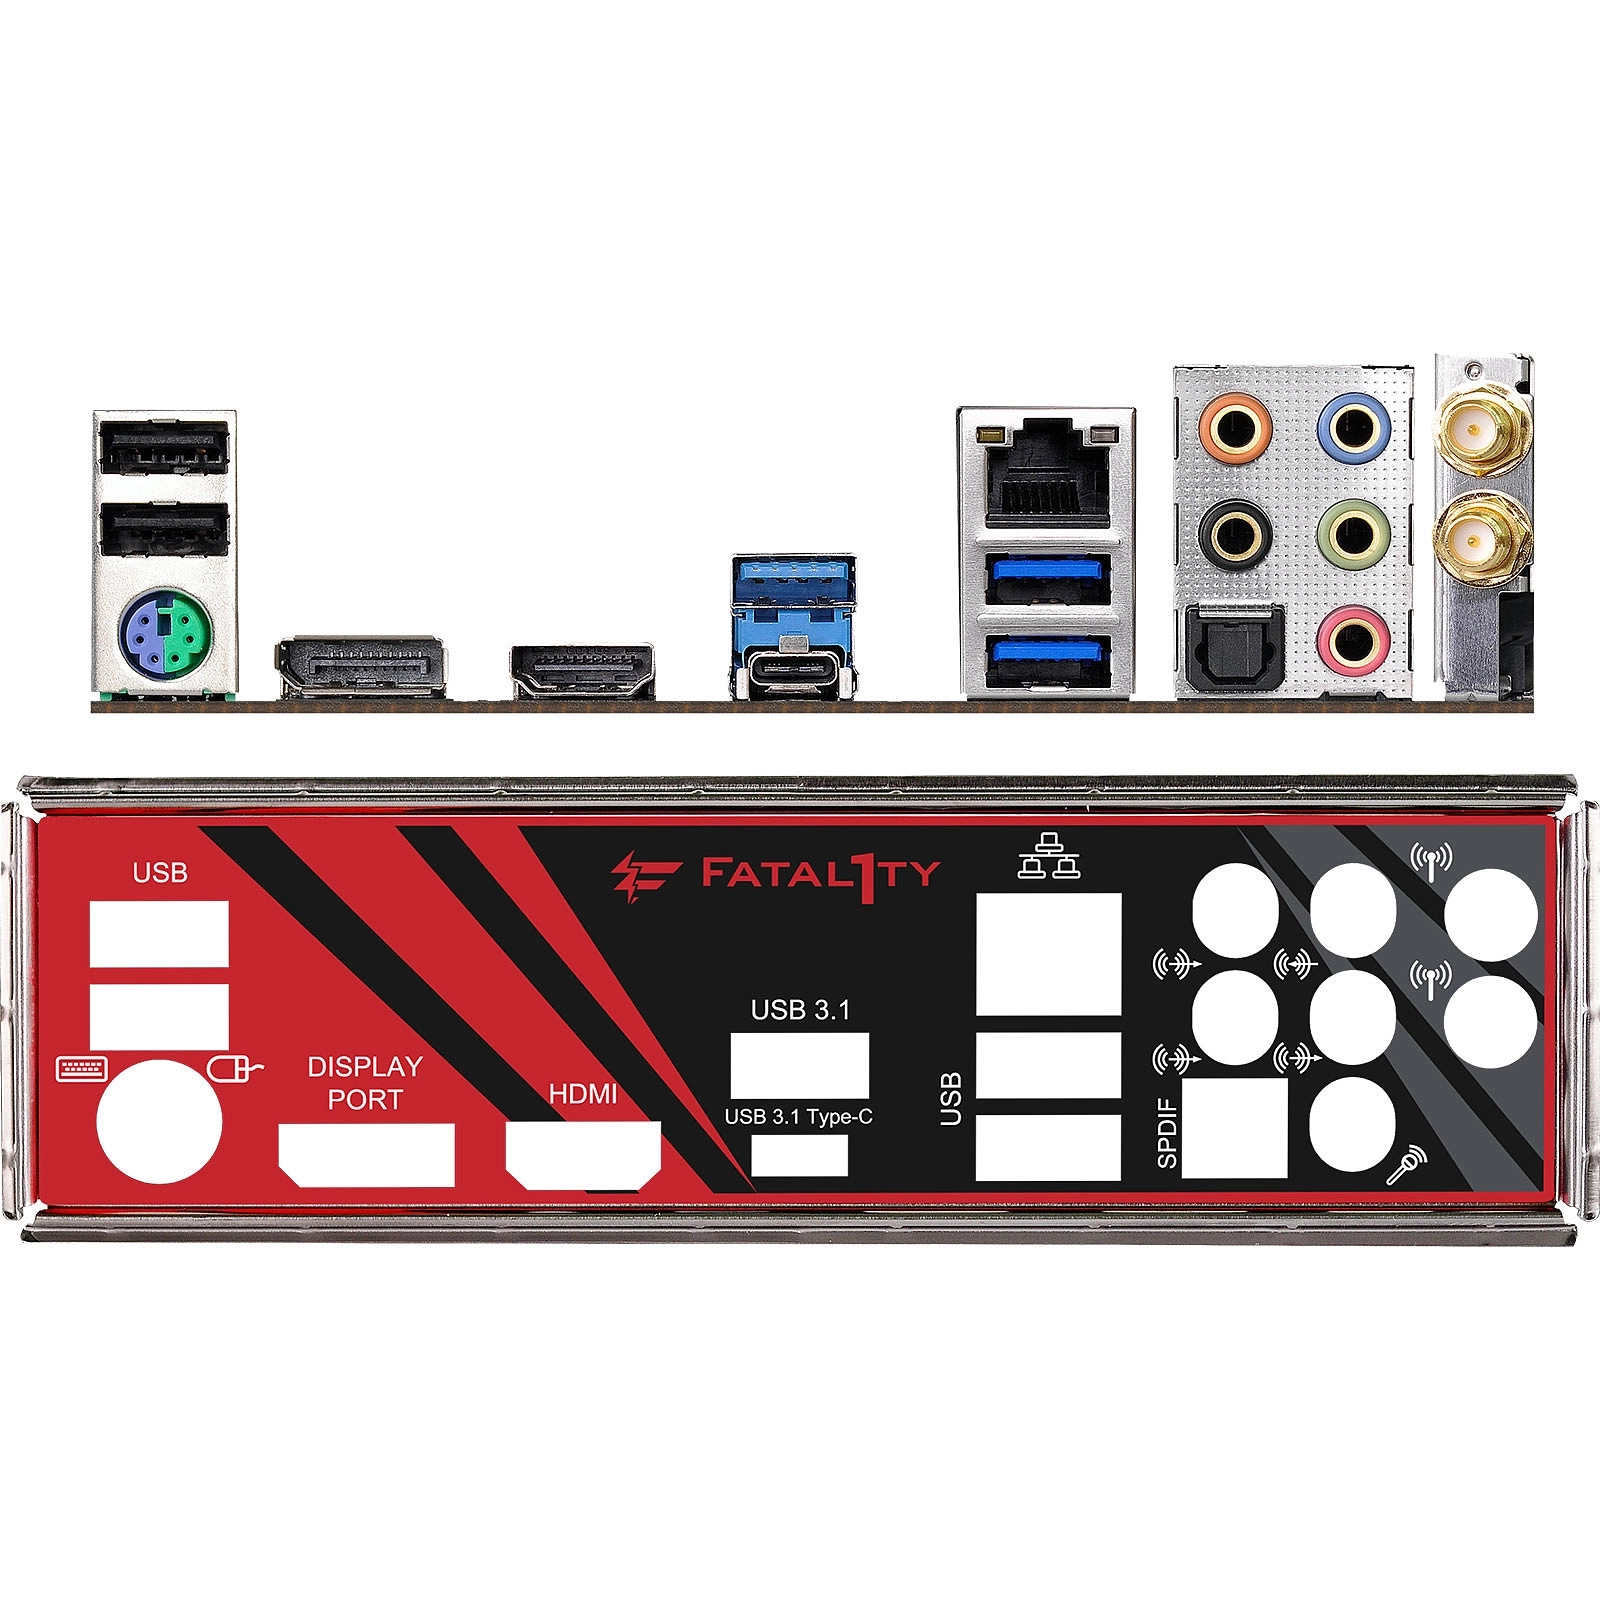 USB
FATAL1TY
USB 3.1
DISPLAY
PORT
HDMI
USB 3.1 Type-C
USB
SPDIF